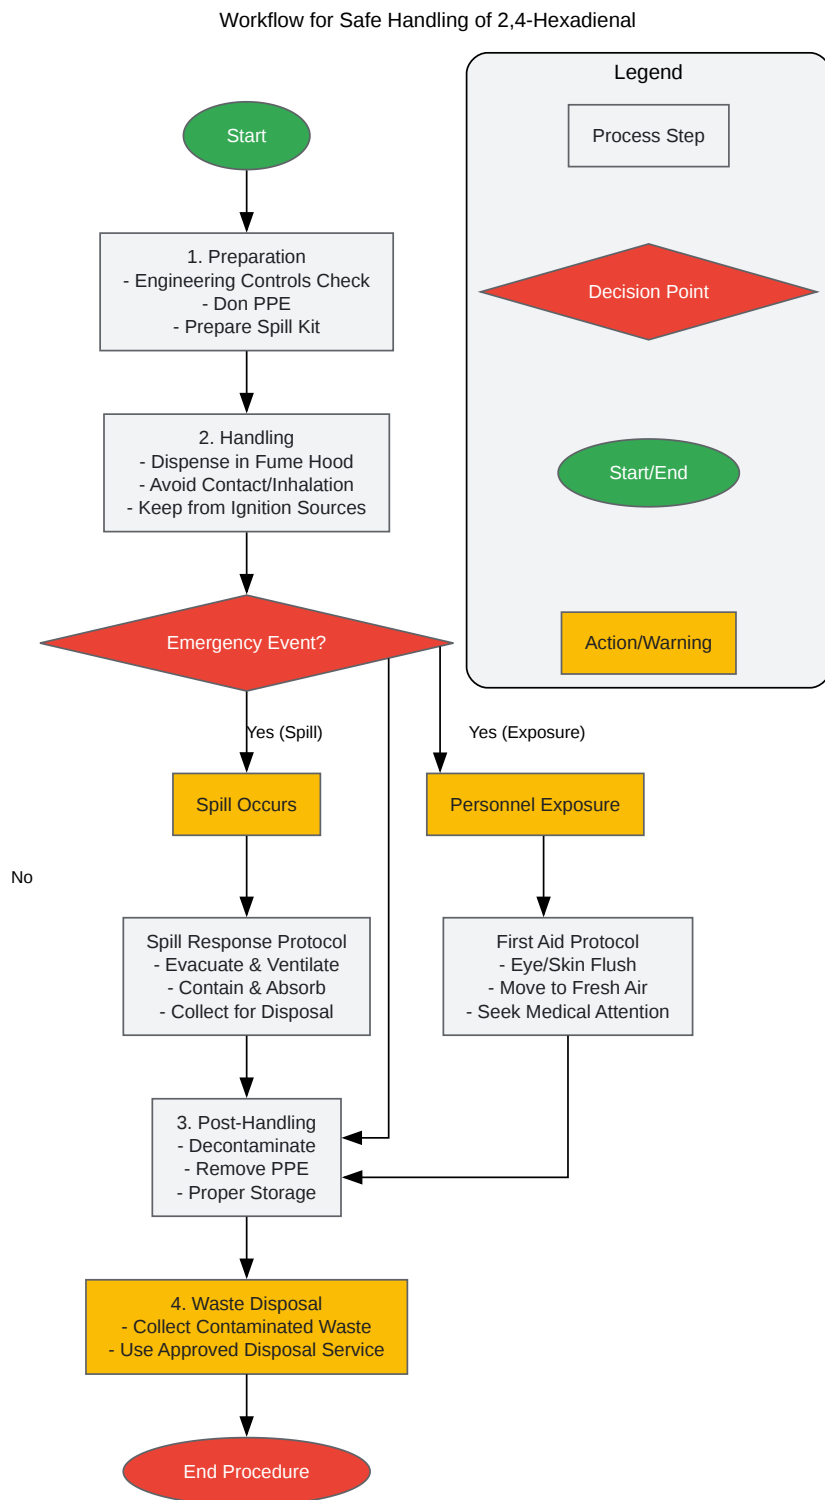 Workflow for Safe Handling of 2,4-Hexadienal
Legend
Process Step
Decision Point
Start/End
Action/Warning
Start
1. Preparation
- Engineering Controls Check
- Don PPE
- Prepare Spill Kit
2. Handling
- Dispense in Fume Hood
- Avoid Contact/Inhalation
- Keep from Ignition Sources
Emergency Event?
Yes (Spill)
Yes (Exposure)
Spill Occurs
Personnel Exposure
No
Spill Response Protocol
- Evacuate & Ventilate
- Contain & Absorb
- Collect for Disposal
First Aid Protocol
- Eye/Skin Flush
- Move to Fresh Air
- Seek Medical Attention
3. Post-Handling
- Decontaminate
- Remove PPE
- Proper Storage
4. Waste Disposal
- Collect Contaminated Waste
- Use Approved Disposal Service
End Procedure